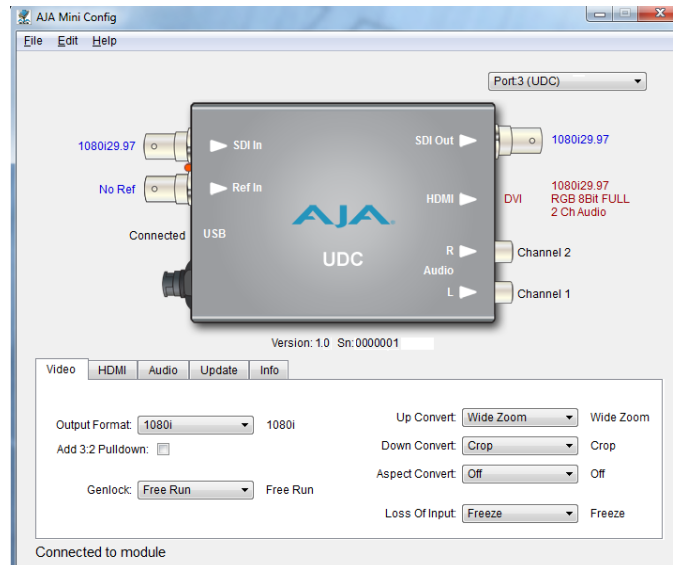 AJA Mini Config
File Edit Help
Port:3 (UDC)
1080i29.97 SDI In SDI Out 1080i29.97
No Ref Ref In HDMI DVI 1080i29.97
RGB 8Bit FULL
2 Ch Audio
Connected USB
AJA
UDC
R Channel 2
Audio
L Channel 1
Version: 1.0 Sn:0000001
Video HDMI Audio Update Info
Output Format: 1080i 1080i
Up Convert: Wide Zoom Wide Zoom
Add 3:2 Pulldown:
Down Convert: Crop Crop
Aspect Convert: Off Off
Genlock: Free Run Free Run
Loss Of Input: Freeze Freeze
Connected to module